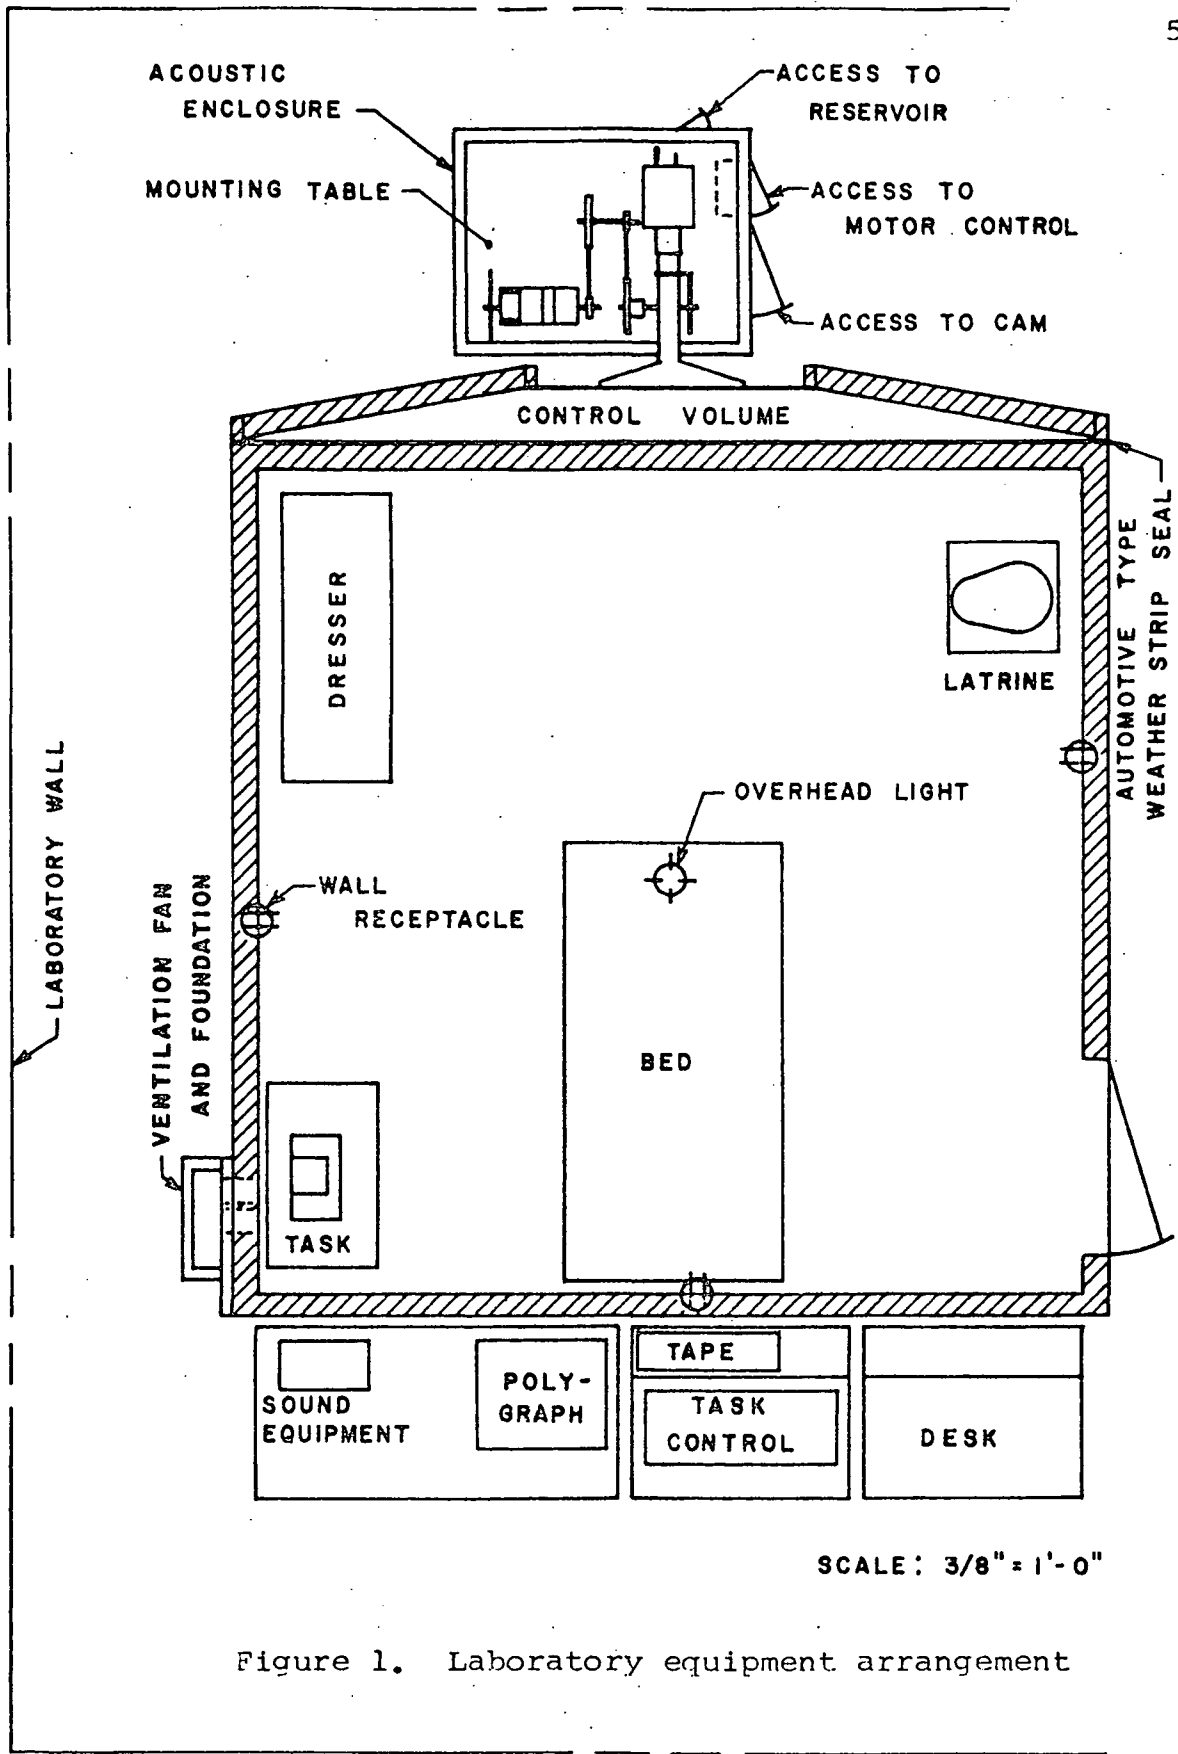 5
ACOUSTIC
ENCLOSURE
ACCESS TO
RESERVOIR
MOUNTING TABLE
ACCESS TO
MOTOR CONTROL
ACCESS TO CAM
CONTROL VOLUME
DRESSER
LATRINE
AUTOMOTIVE TYPE
WEATHER STRIP SEAL
LABORATORY WALL
OVERHEAD LIGHT
WALL
RECEPTACLE
VENTILATION FAN
AND FOUNDATION
BED
TASK
SOUND
EQUIPMENT
POLY-
GRAPH
TAPE
TASK
CONTROL
DESK
SCALE: 3/8" = 1'-0"
Figure 1. Laboratory equipment arrangement